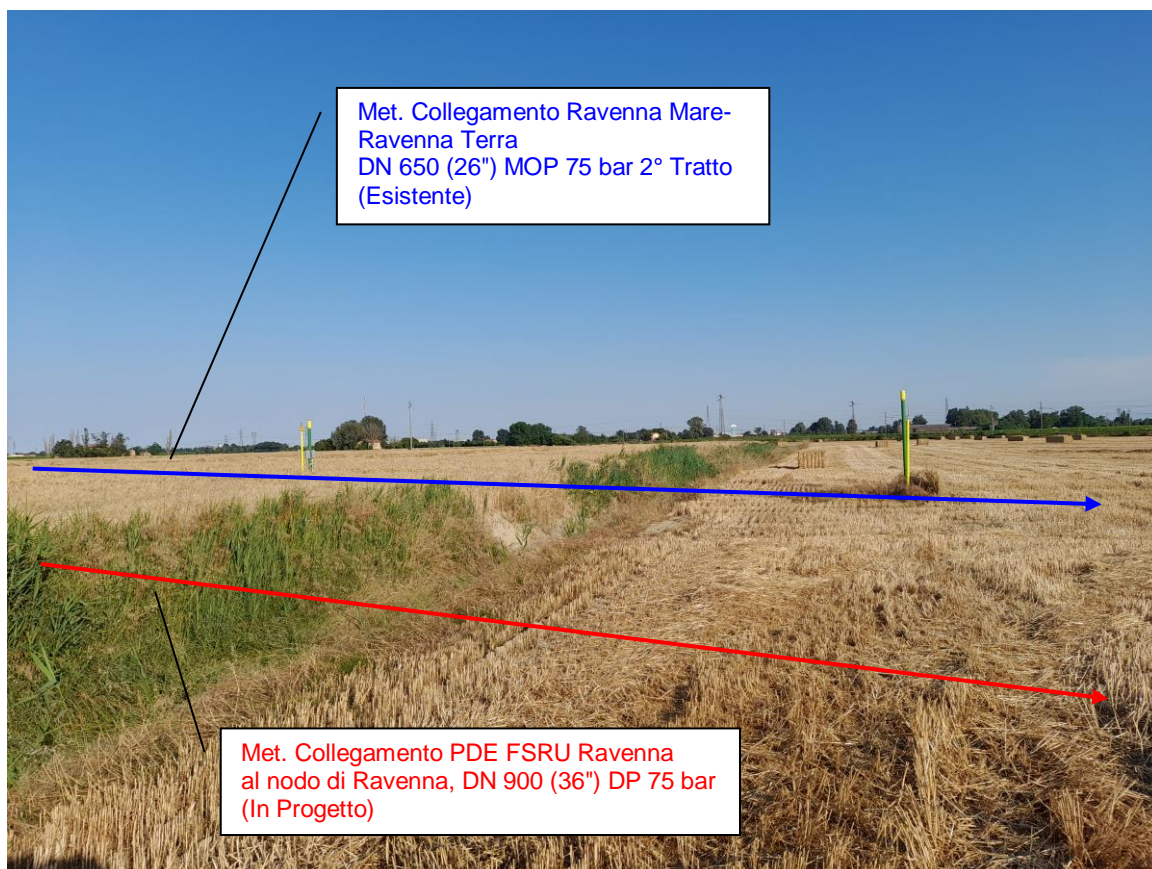 Met. Collegamento Ravenna Mare-
Ravenna Terra
DN 650 (26") MOP 75 bar 2° Tratto
(Esistente)
Met. Collegamento PDE FSRU Ravenna
al nodo di Ravenna, DN 900 (36") DP 75 bar
(In Progetto)